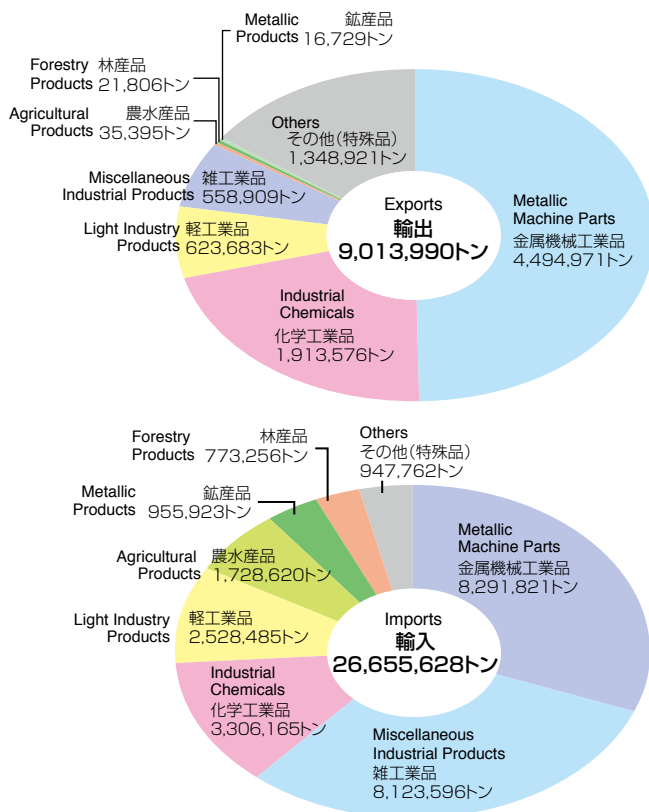 Metallic 鉱産品
Products 16,729トン
Forestry 林産品
Products 21,806トン
Agricultural 農水産品
Products 35,395トン
Others
その他(特殊品)
1,348,921トン
Miscellaneous 雑工業品
Industrial Products 558,909トン
Light Industry 軽工業品
Products 623,683トン
Exports
輸出
9,013,990トン
Metallic
Machine Parts
金属機械工業品
4,494,971トン
Industrial
Chemicals
化学工業品
1,913,576トン
Forestry 林産品
Products 773,256トン
Others
その他(特殊品)
947,762トン
Metallic 鉱産品
Products 955,923トン
Agricultural 農水産品
Products 1,728,620トン
Light Industry 軽工業品
Products 2,528,485トン
Metallic
Machine Parts
金属機械工業品
8,291,821トン
Imports
輸入
26,655,628トン
Industrial
Chemicals
化学工業品
3,306,165トン
Miscellaneous
Industrial Products
雑工業品
8,123,596トン